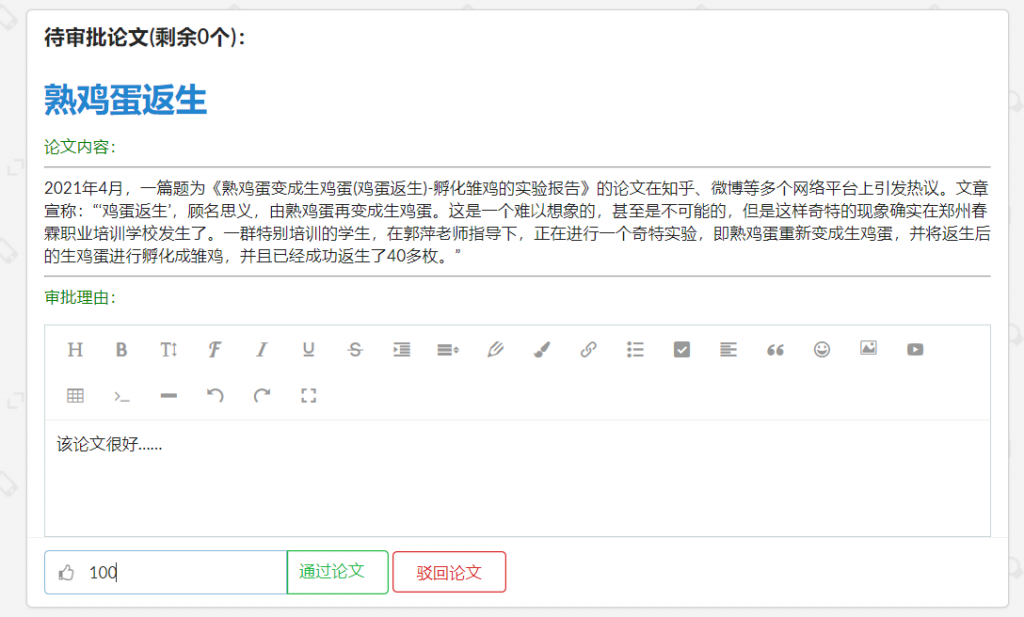 待审批论文(剩余0个)：
熟鸡蛋返生
论文内容：
2021年4月，一篇题为《熟鸡蛋变成生鸡蛋(鸡蛋返生)-孵化雏鸡的实验报告》的论文在知乎、微博等多个网络平台上引发热议。文章
宣称：“‘鸡蛋返生’，顾名思义，由熟鸡蛋再变成生鸡蛋。这是一个难以想象的，甚至是不可能的，但是这样奇特的现象确实在郑州春
霖职业培训学校发生了。一群特别培训的学生，在郭萍老师指导下，正在进行一个奇特实验，即熟鸡蛋重新变成生鸡蛋，并将返生后
的生鸡蛋进行孵化成雏鸡，并且已经成功返生了40多枚。”
审批理由：
该论文很好......
100 通过论文 驳回论文